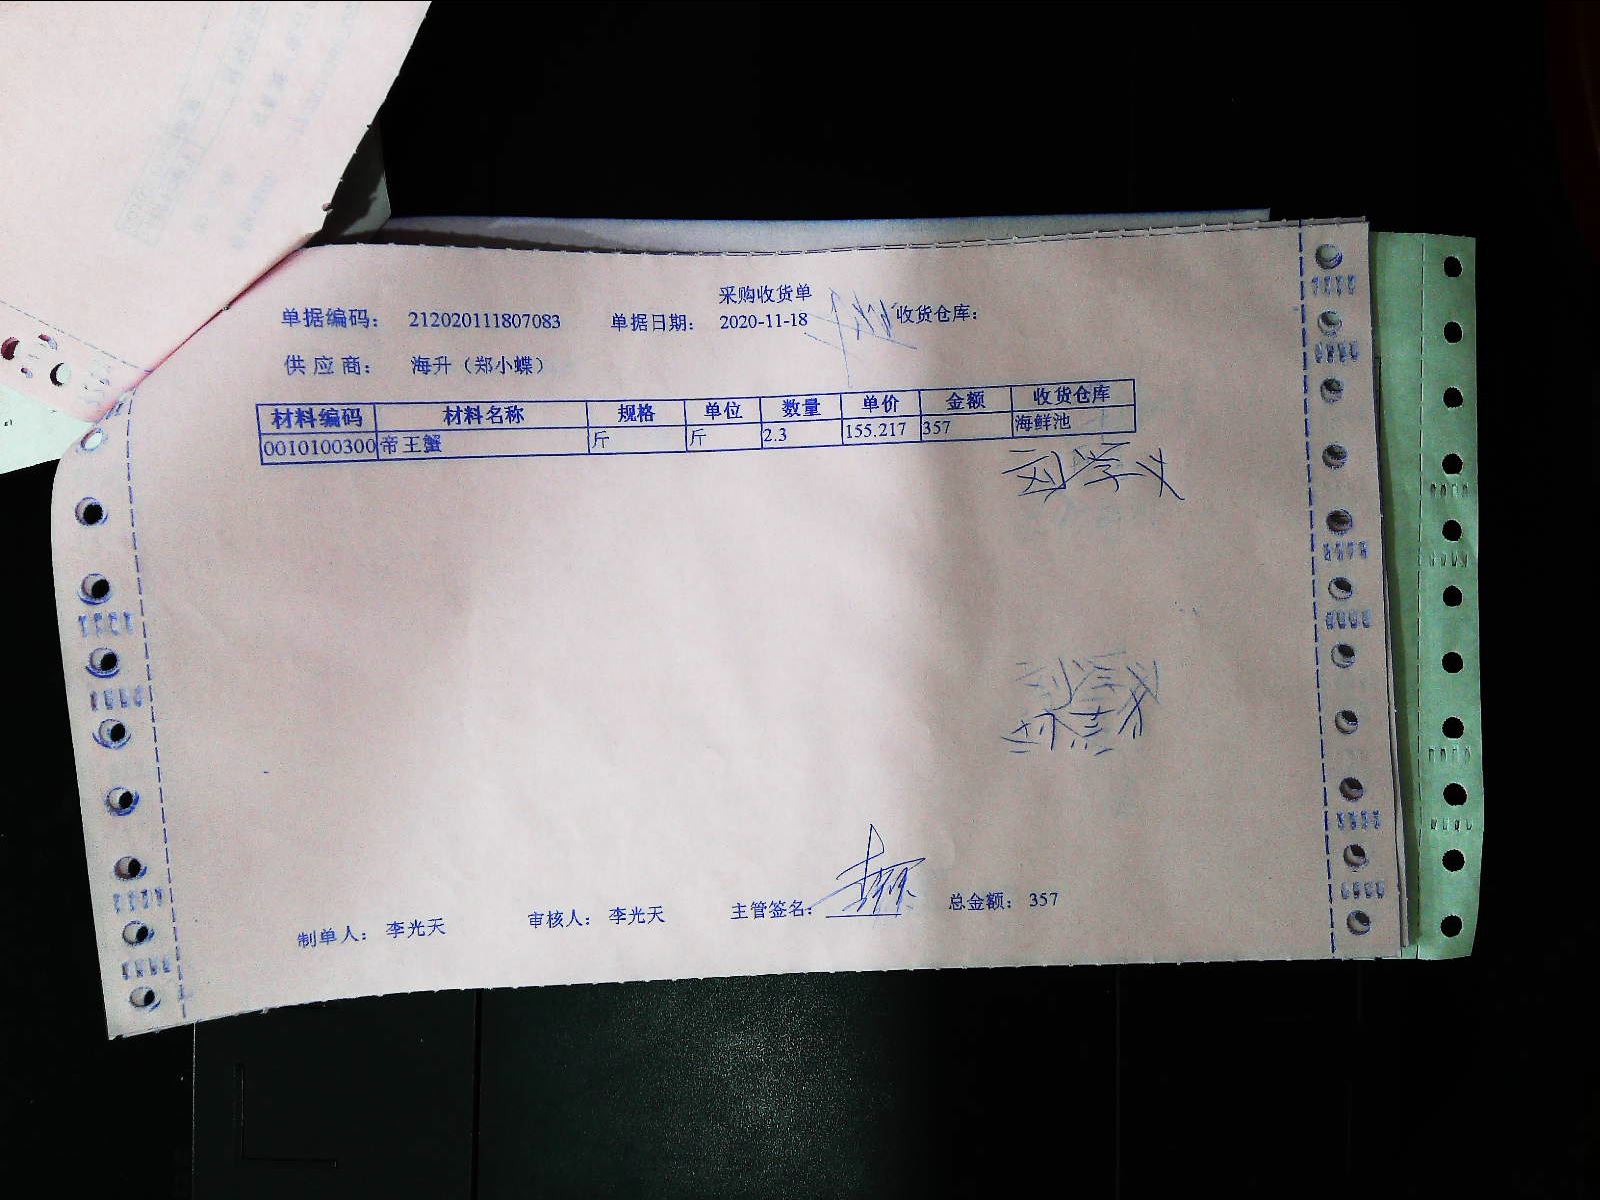 采购收货单
单据编码： 212020111807083 单据日期： 2020-11-18 收货仓库：
供应商： 海升（郑小蝶）
材料编码 材料名称 规格 单位 数量 单价 金额 收货仓库
0010100300 帝王蟹 斤 斤 2.3 155.217 357 海鲜池
制单人： 李光天 审核人： 李光天 主管签名： 总金额： 357